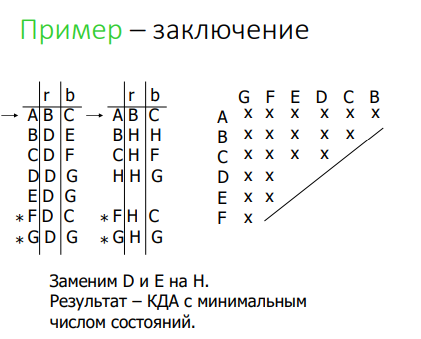 Пример – заключение
r b
→ A B C
B D E
C D F
D D G
E D G
* F D C
* G D G
r b
→ A B C
B H H
C H F
H H G
* F H C
* G H G
G F E D C B
A x x x x x x
B x x x x x
C x x x x
D x x
E x x
F x
Заменим D и E на H.
Результат – КДА с минимальным
числом состояний.